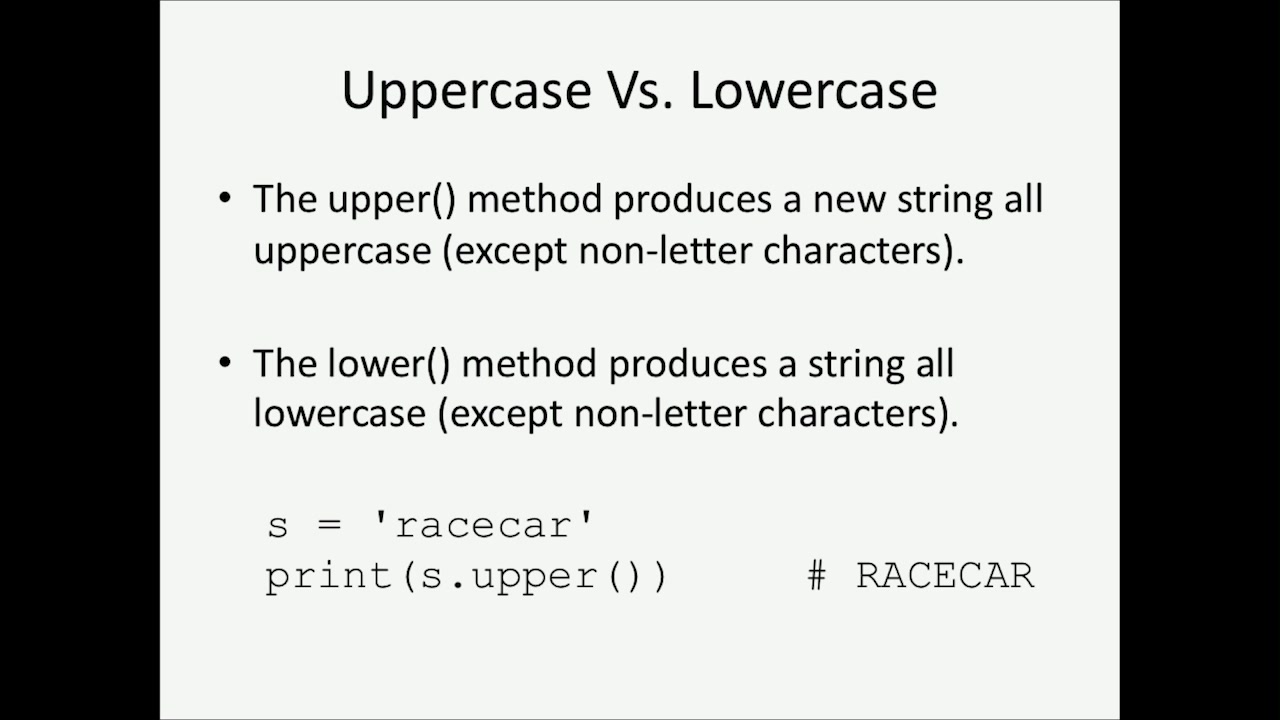 Uppercase Vs. Lowercase
• The upper() method produces a new string all
uppercase (except non-letter characters).
• The lower() method produces a string all
lowercase (except non-letter characters).
s = 'racecar'
print(s.upper())     # RACECAR